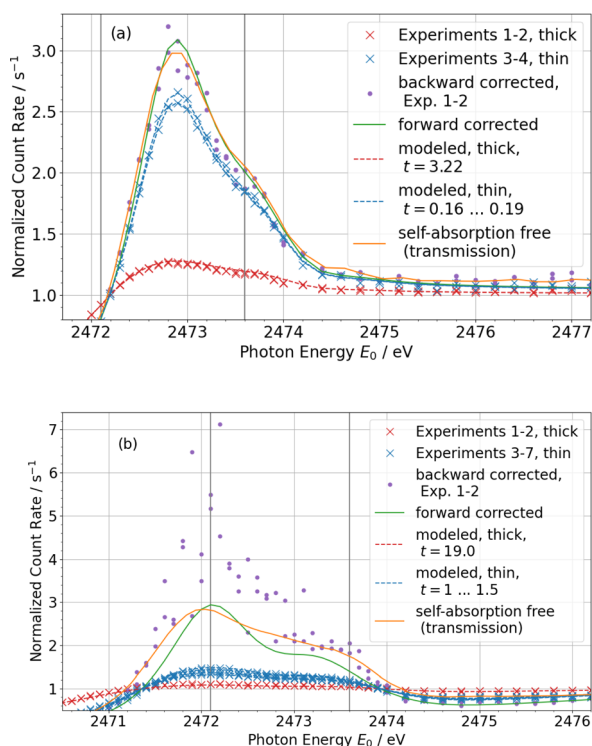 (a)
Experiments 1-2, thick
Experiments 3-4, thin
backward corrected,
Exp. 1-2
forward corrected
modeled, thick,
t = 3.22
modeled, thin,
t = 0.16 ... 0.19
self-absorption free
(transmission)
Normalized Count Rate / s⁻¹
3.0
2.5
2.0
1.5
1.0
2472 2473 2474 2475 2476 2477
Photon Energy E₀ / eV
(b)
Experiments 1-2, thick
Experiments 3-7, thin
backward corrected,
Exp. 1-2
forward corrected
modeled, thick,
t = 19.0
modeled, thin,
t = 1 ... 1.5
self-absorption free
(transmission)
Normalized Count Rate / s⁻¹
7
6
5
4
3
2
1
2471 2472 2473 2474 2475 2476
Photon Energy E₀ / eV